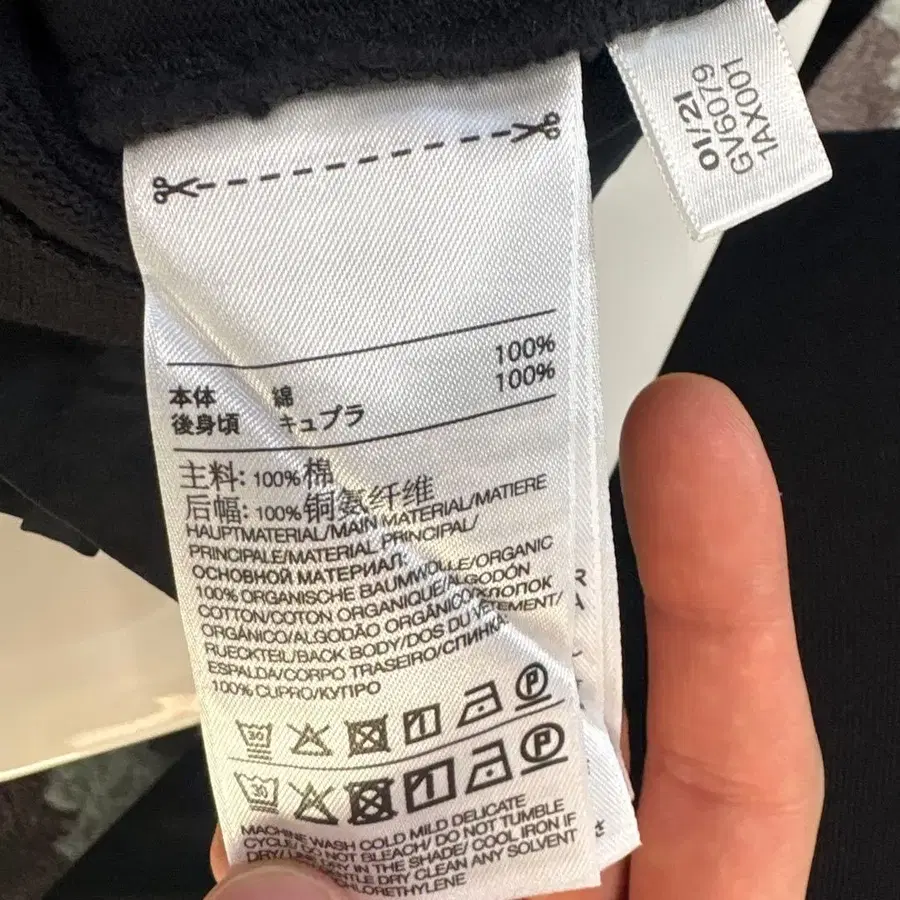 01/21
GV6079
1AX001
本体 綿 100%
後身頃 キュプラ 100%
主料: 100%棉
后幅: 100%铜氨纤维
HAUPTMATERIAL/MAIN MATERIAL/MATIERE
PRINCIPALE/MATERIAL PRINCIPAL/
ОСНОВНОЙ МАТЕРИАЛ:
100% ORGANISCHE BAUMWOLLE/ORGANIC
COTTON/COTON ORGANIQUE/ALGODÓN
ORGÁNICO/ALGODÃO ORGÂNICO/ХЛОПОК
RUECKTEIL/BACK BODY/DOS DU VÊTEMENT/
ESPALDA/CORPO TRASEIRO/СПИНКА:
100% CUPRO/КУПРО
30 P
30 P
MACHINE WASH COLD MILD DELICATE
CYCLE/ DO NOT BLEACH/ DO NOT TUMBLE
DRY/ DRY IN THE SHADE/ COOL IRON IF
DRY CLEAN ANY SOLVENT